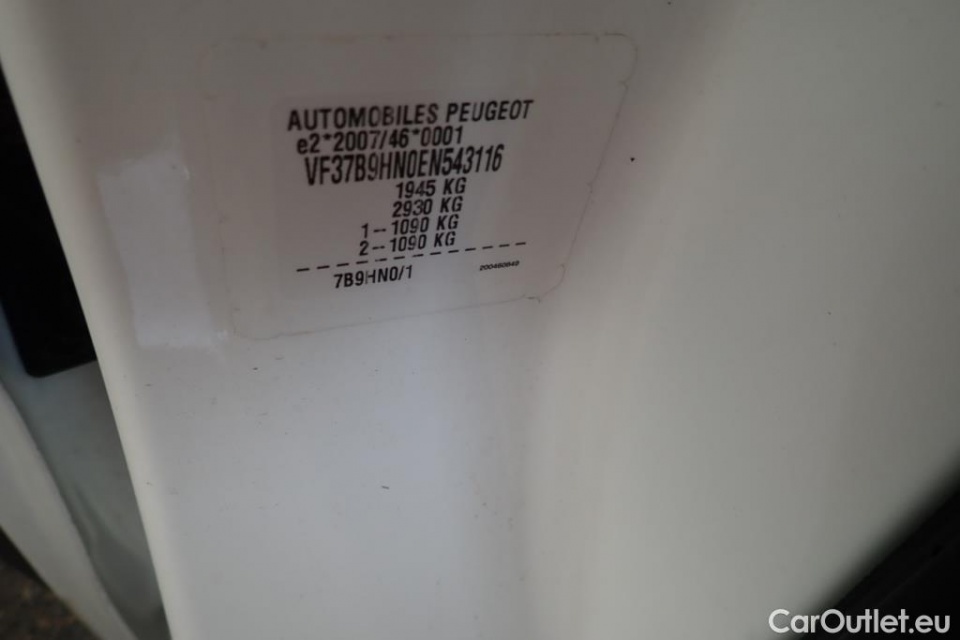 AUTOMOBILES PEUGEOT
e2*2007/46*0001
VF37B9HN0EN543116
1945 KG
2930 KG
1--1090 KG
2--1090 KG
7B9HN0/1
CarOutlet.eu